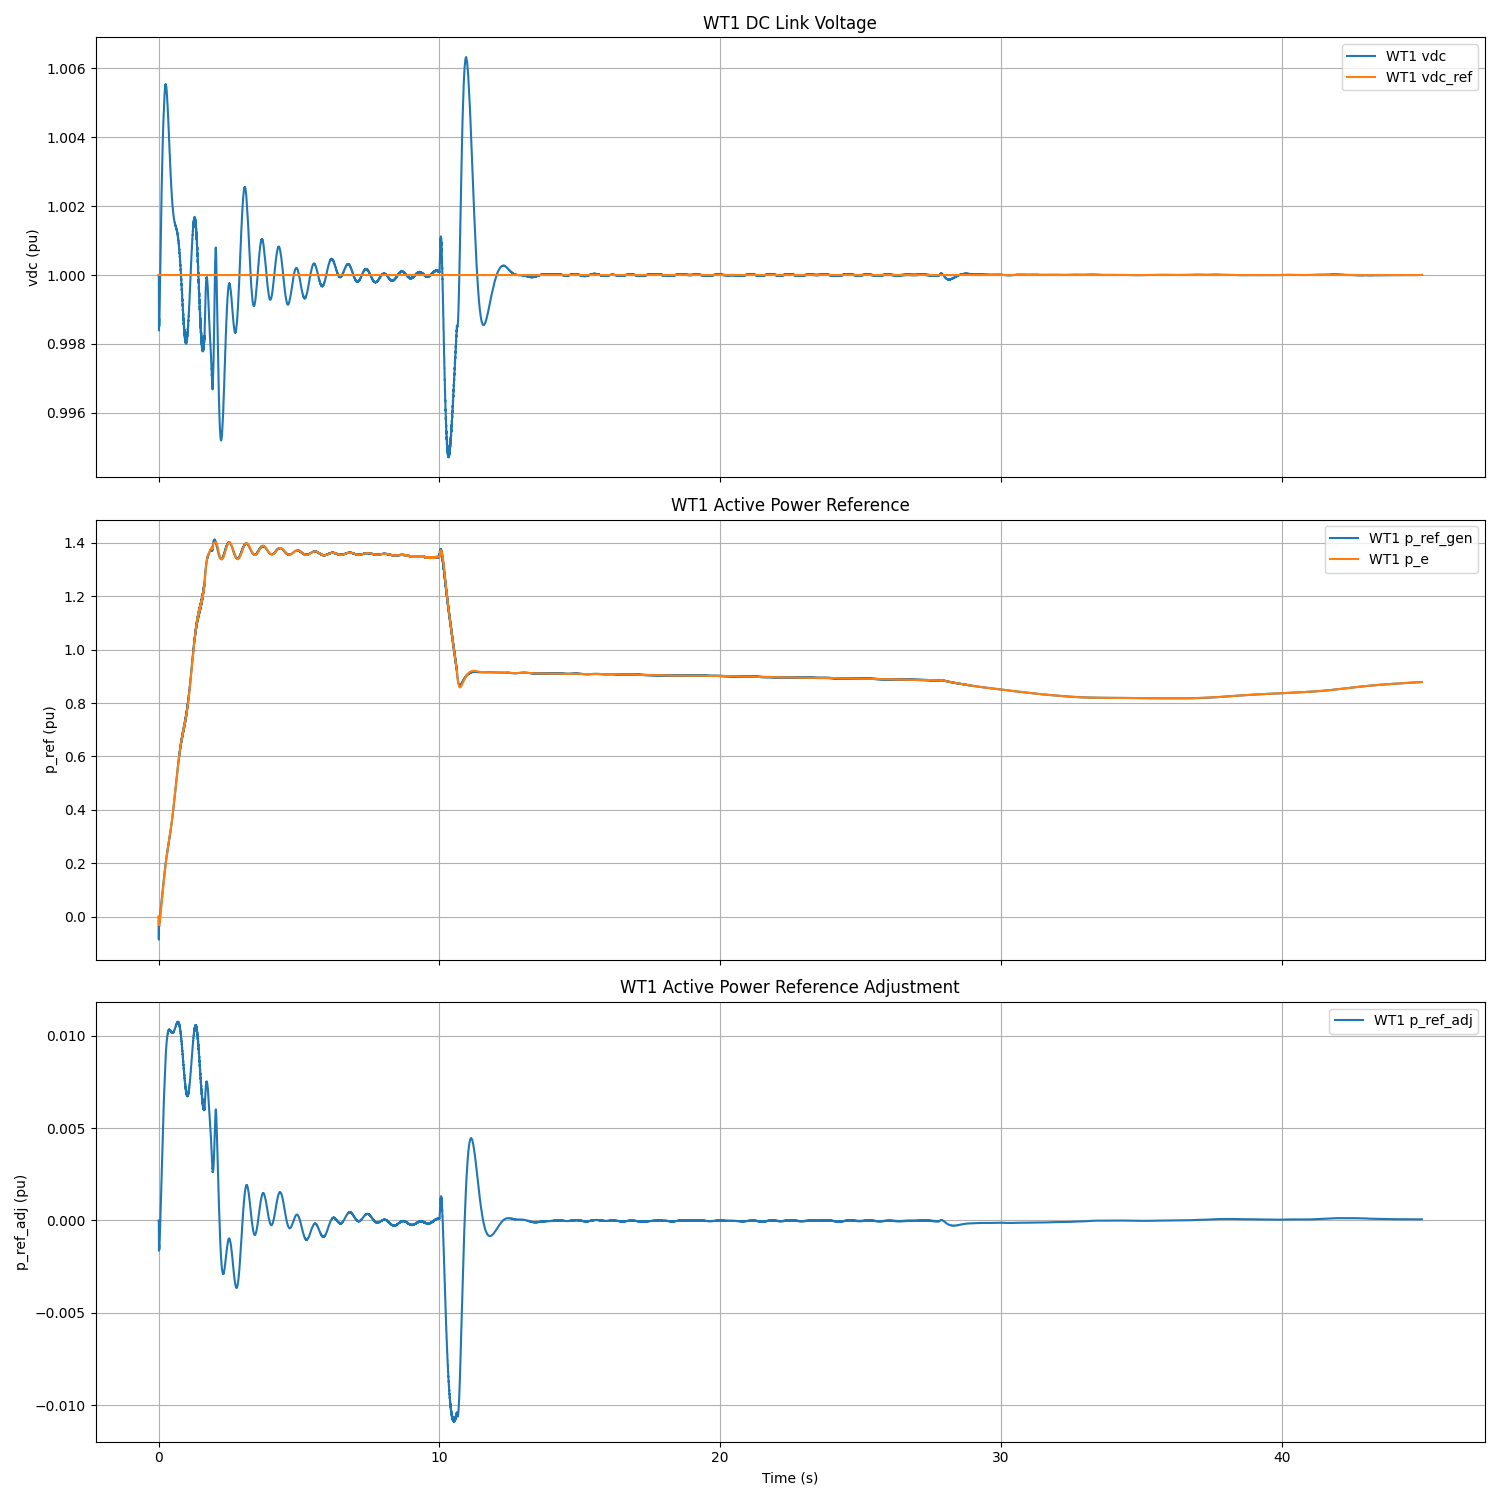 WT1 DC Link Voltage
1.006
1.004
1.002
1.000
0.998
0.996
vdc (pu)
WT1 vdc
WT1 vdc_ref
WT1 Active Power Reference
1.4
1.2
1.0
0.8
0.6
0.4
0.2
0.0
p_ref (pu)
WT1 p_ref_gen
WT1 p_e
WT1 Active Power Reference Adjustment
0.010
0.005
0.000
−0.005
−0.010
p_ref_adj (pu)
WT1 p_ref_adj
0 10 20 30 40
Time (s)